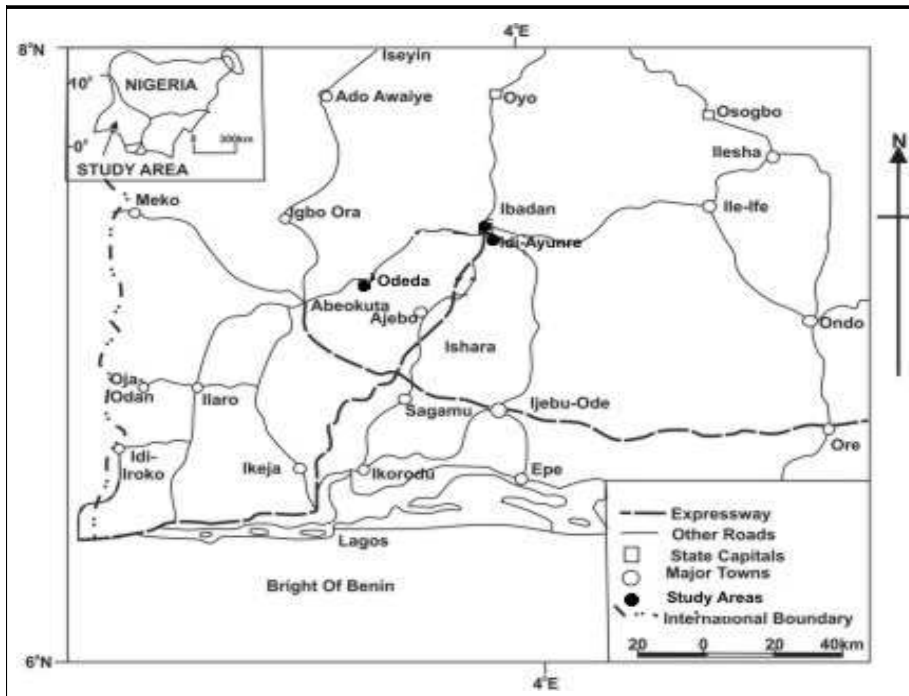 4°E
8°N
Iseyin
NIGERIA
10°
0°
0 300km
STUDY AREA
Ado Awaiye
Oyo
Osogbo
Ilesha
N
Meko
Igbo Ora
Ibadan
Ile-Ife
Idi-Ayunre
Odeda
Abeokuta
Ajebo
Ondo
Ishara
Oja-
Odan
Ilaro
Sagamu
Ijebu-Ode
Ore
Idi-
Iroko
Ikeja
Ikorodu
Epe
Lagos
Bright Of Benin
Expressway
Other Roads
State Capitals
Major Towns
Study Areas
International Boundary
20 0 20 40km
6°N
4°E